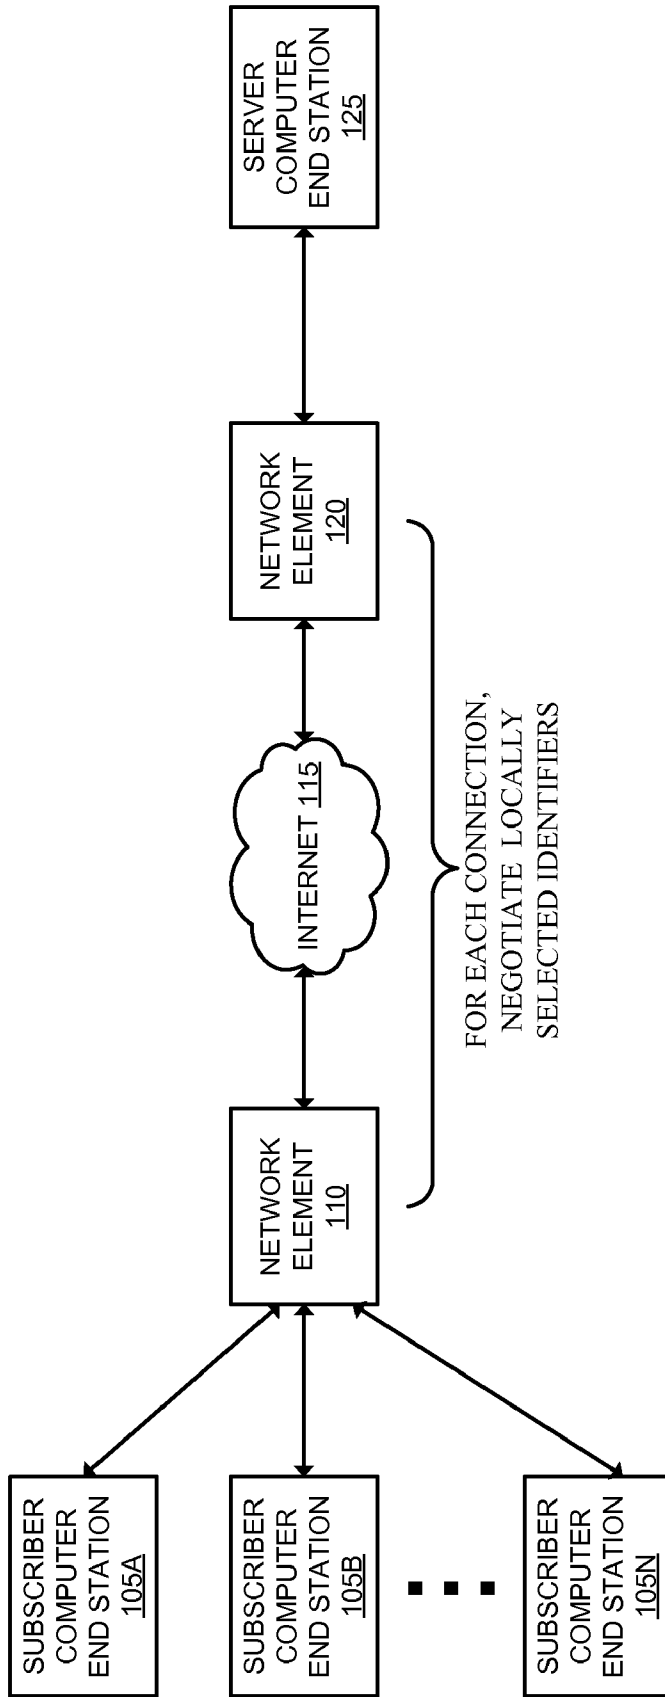 SUBSCRIBER
COMPUTER
END STATION
105A
SUBSCRIBER
COMPUTER
END STATION
105B
SUBSCRIBER
COMPUTER
END STATION
105N
NETWORK
ELEMENT
110
INTERNET 115
NETWORK
ELEMENT
120
SERVER
COMPUTER
END STATION
125
FOR EACH CONNECTION,
NEGOTIATE LOCALLY
SELECTED IDENTIFIERS